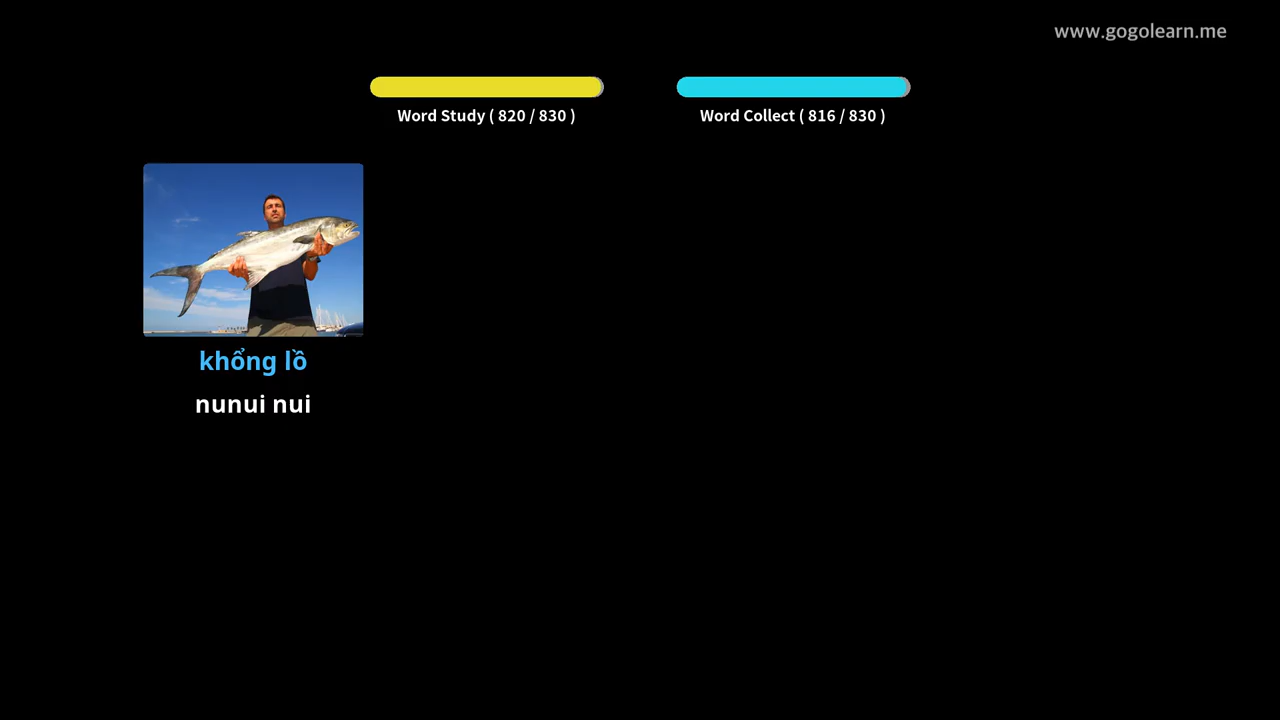 www.gogolearn.me
Word Study ( 820 / 830 )
Word Collect ( 816 / 830 )
khổng lồ
nunui nui